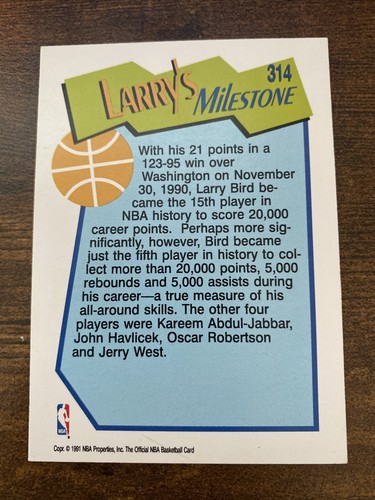 314
LARRY'S MILESTONE
With his 21 points in a
123-95 win over
Washington on November
30, 1990, Larry Bird be-
came the 15th player in
NBA history to score 20,000
career points. Perhaps more sig-
nificantly, however, Bird became
just the fifth player in history to col-
lect more than 20,000 points, 5,000
rebounds and 5,000 assists during
his career—a true measure of his
all-around skills. The other four
players were Kareem Abdul-Jabbar,
John Havlicek, Oscar Robertson
and Jerry West.
NBA
Copr. © 1991 NBA Properties, Inc. The Official NBA Basketball Card